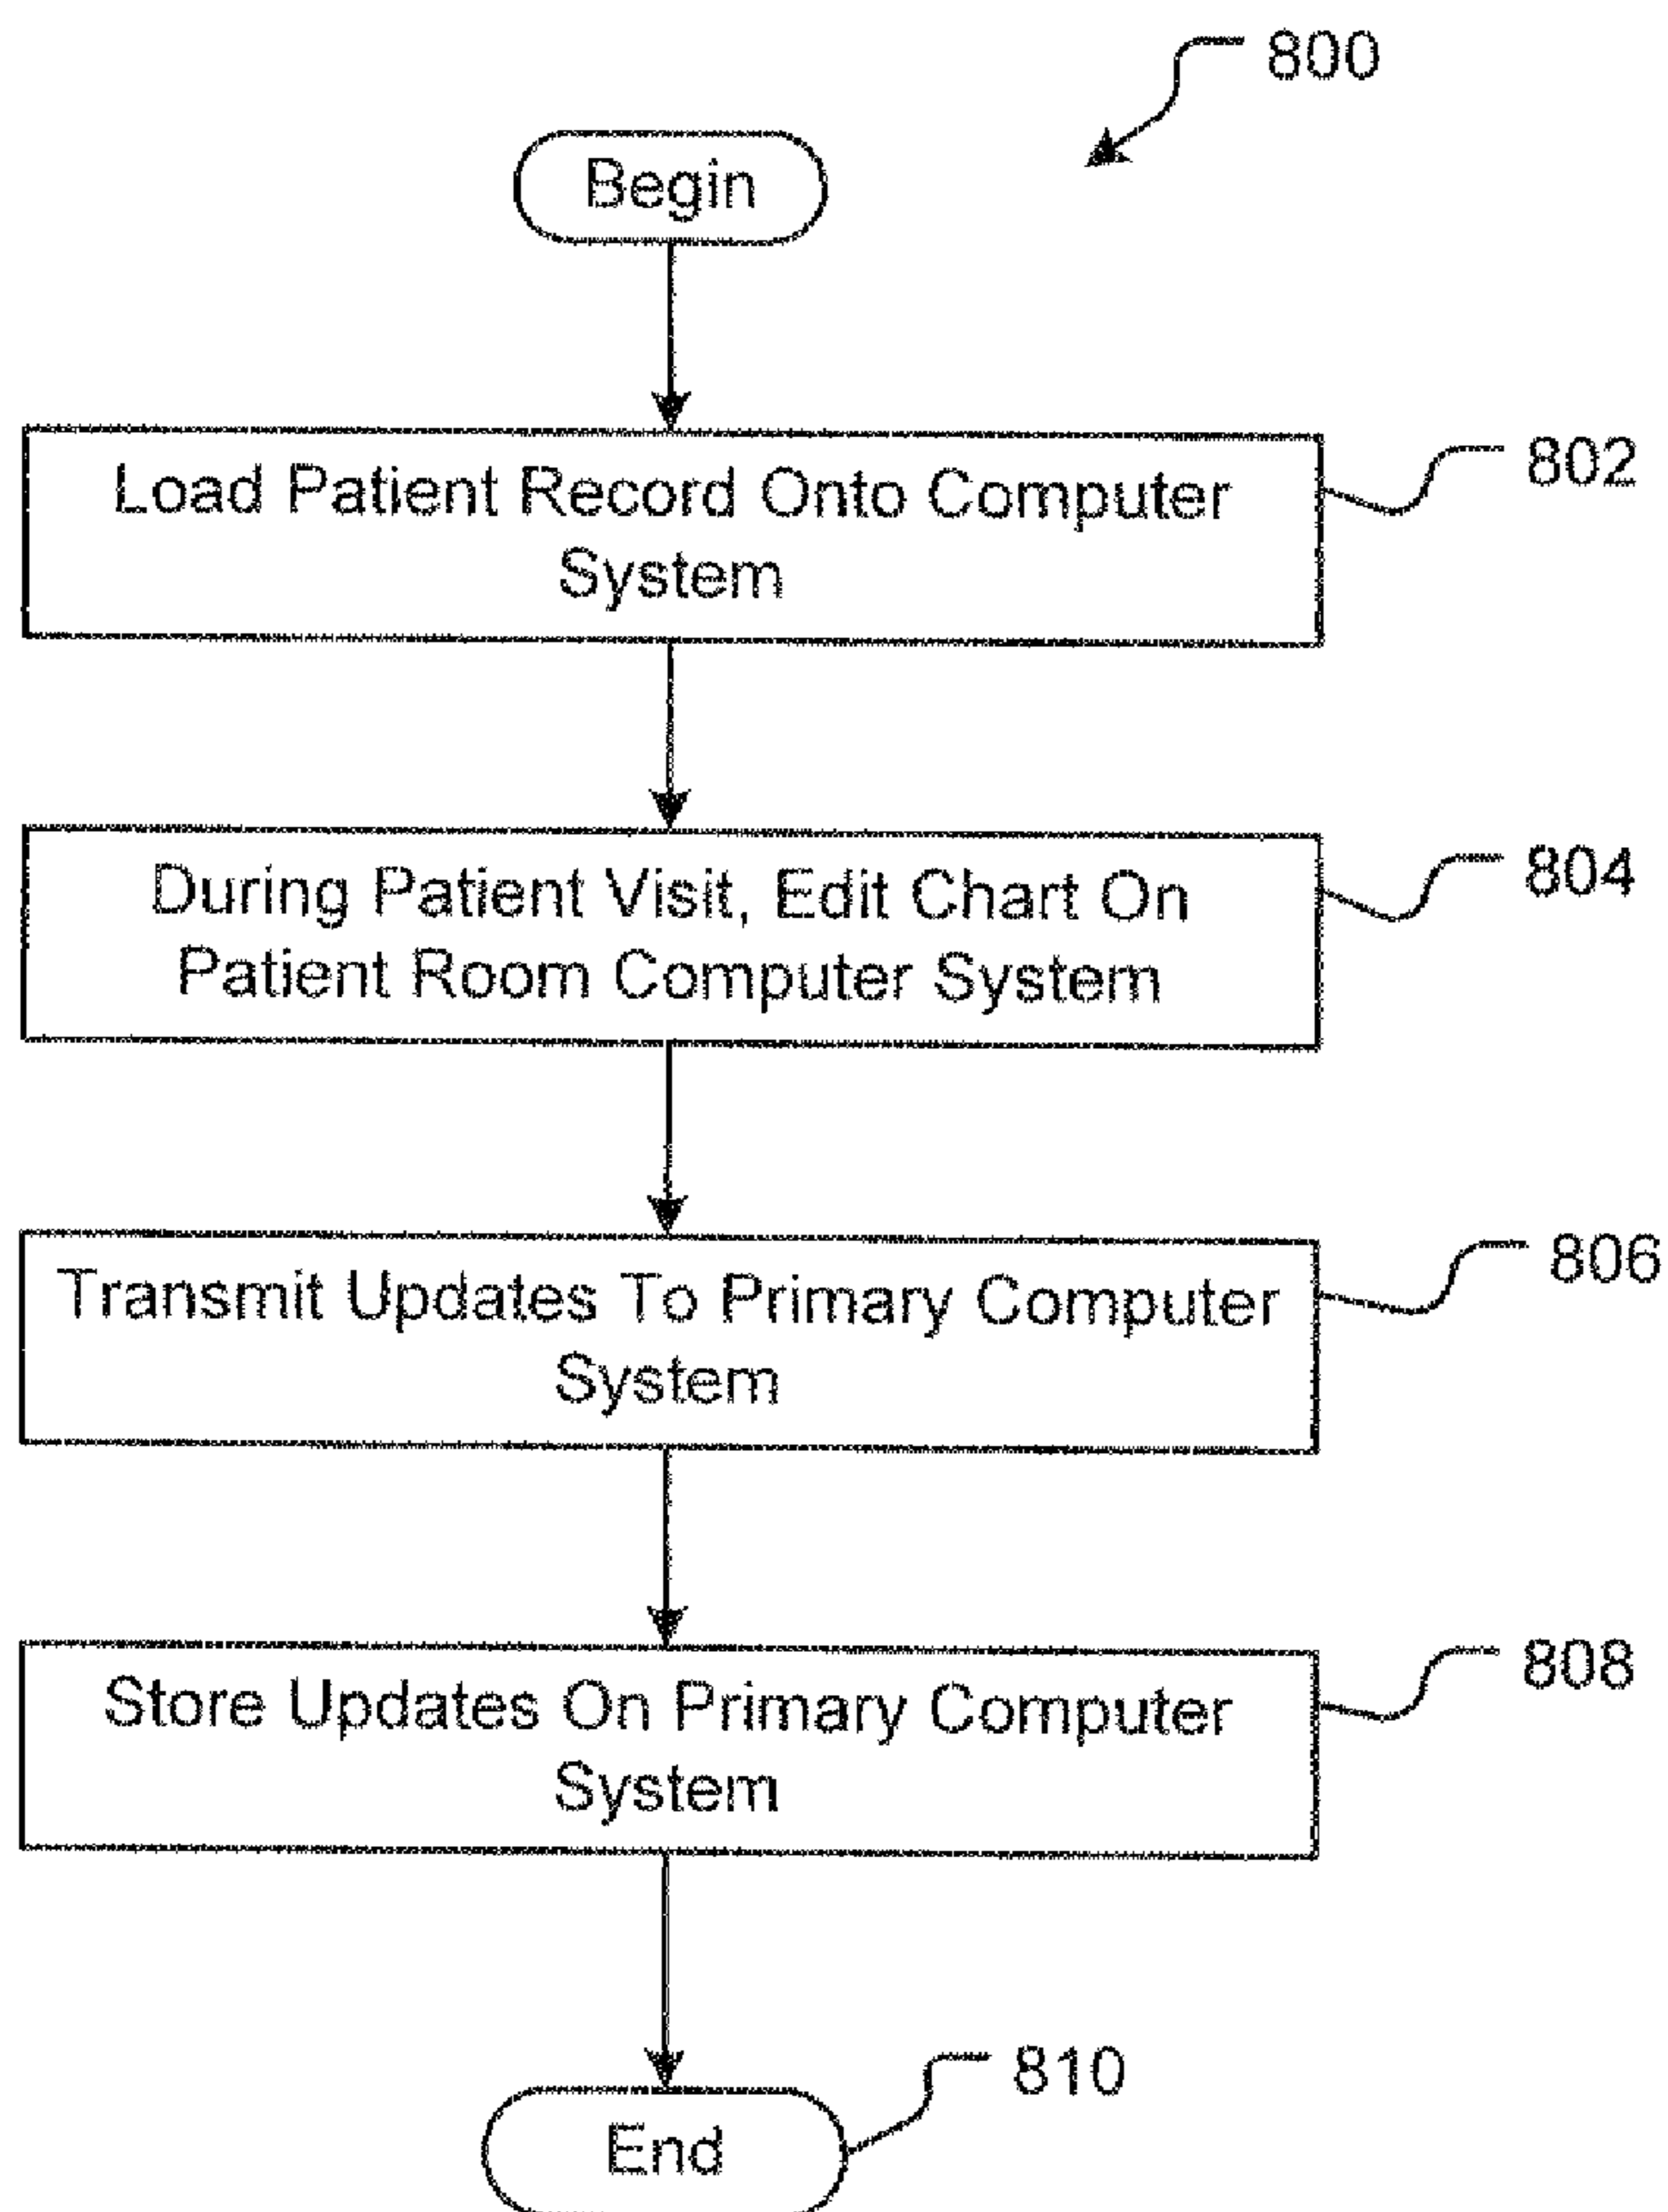 800
Begin
Load Patient Record Onto Computer
System
802
During Patient Visit, Edit Chart On
Patient Room Computer System
804
Transmit Updates To Primary Computer
System
806
Store Updates On Primary Computer
System
808
End
810